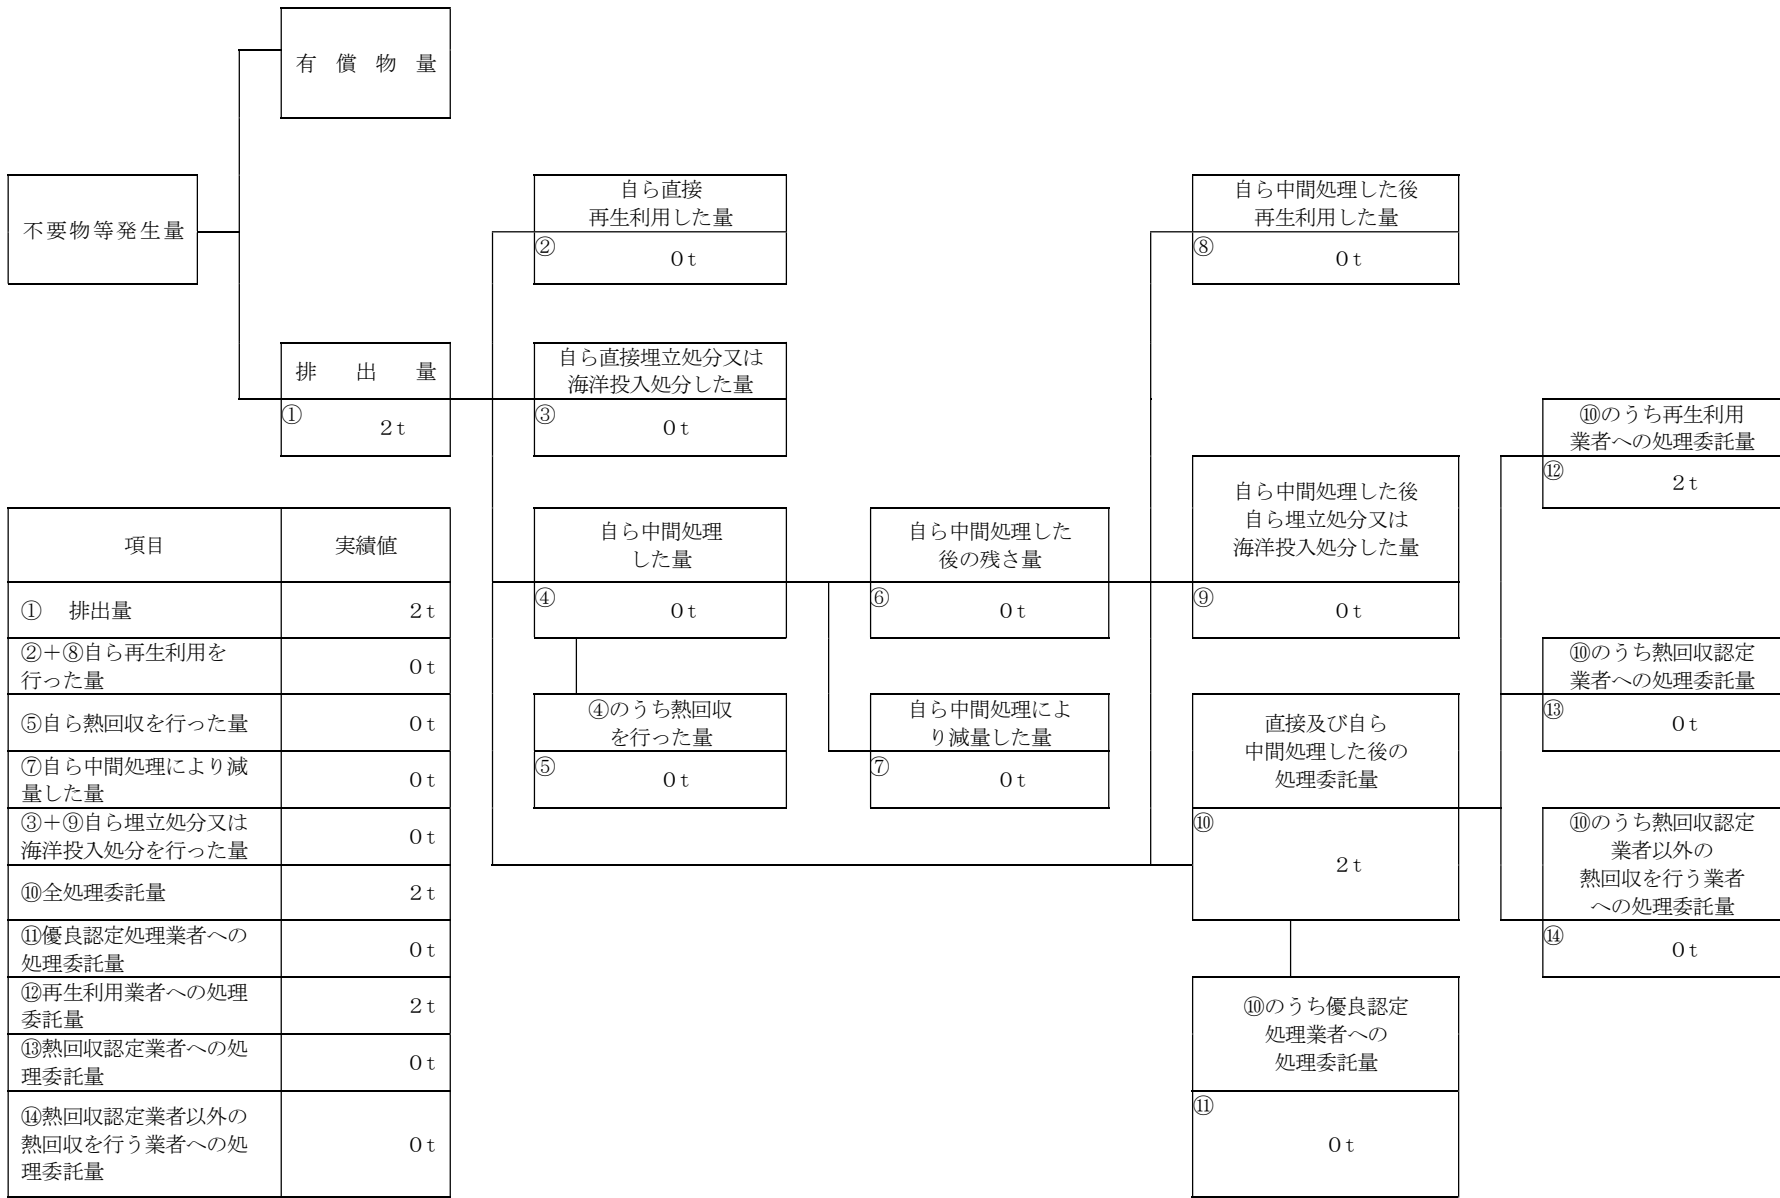 有償物量
不要物等発生量
排出量
①
２ｔ
自ら直接
再生利用した量
②
０ｔ
自ら直接埋立処分又は
海洋投入処分した量
③
０ｔ
自ら中間処理
した量
④
０ｔ
④のうち熱回収
を行った量
⑤
０ｔ
自ら中間処理した
後の残さ量
⑥
０ｔ
自ら中間処理によ
り減量した量
⑦
０ｔ
自ら中間処理した後
再生利用した量
⑧
０ｔ
自ら中間処理した後
自ら埋立処分又は
海洋投入処分した量
⑨
０ｔ
直接及び自ら
中間処理した後の
処理委託量
⑩
２ｔ
⑩のうち優良認定
処理業者への
処理委託量
⑪
０ｔ
⑩のうち再生利用
業者への処理委託量
⑫
２ｔ
⑩のうち熱回収認定
業者への処理委託量
⑬
０ｔ
⑩のうち熱回収認定
業者以外の
熱回収を行う業者
への処理委託量
⑭
０ｔ
項目 実績値
①　排出量 ２ｔ
②＋⑧自ら再生利用を
行った量 ０ｔ
⑤自ら熱回収を行った量 ０ｔ
⑦自ら中間処理により減
量した量 ０ｔ
③＋⑨自ら埋立処分又は
海洋投入処分を行った量 ０ｔ
⑩全処理委託量 ２ｔ
⑪優良認定処理業者への
処理委託量 ０ｔ
⑫再生利用業者への処理
委託量 ２ｔ
⑬熱回収認定業者への処
理委託量 ０ｔ
⑭熱回収認定業者以外の
熱回収を行う業者への処
理委託量 ０ｔ